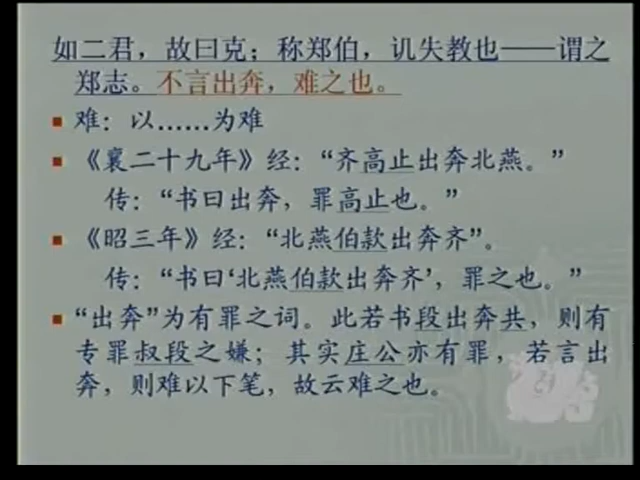 如二君，故曰克；称郑伯，讥失教也——谓之
郑志。不言出奔，难之也。
难：以……为难
《襄二十九年》经：“齐高止出奔北燕。”
传：“书曰出奔，罪高止也。”
《昭三年》经：“北燕伯款出奔齐”。
传：“书曰‘北燕伯款出奔齐’，罪之也。”
“出奔”为有罪之词。此若书段出奔共，则有
专罪叔段之嫌；其实庄公亦有罪，若言出
奔，则难以下笔，故云难之也。